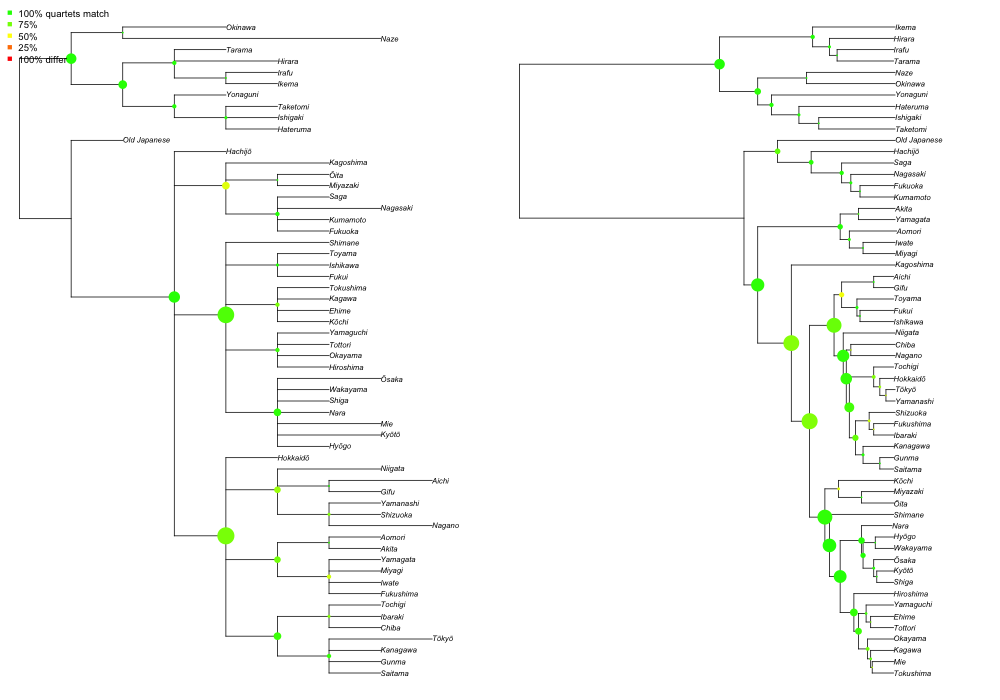 100% quartets match
75%
50%
25%
100% differ
Okinawa
Naze
Tarama
Hirara
Irafu
Ikema
Yonaguni
Taketomi
Ishigaki
Hateruma
Old Japanese
Hachijō
Kagoshima
Ōita
Miyazaki
Saga
Nagasaki
Kumamoto
Fukuoka
Shimane
Toyama
Ishikawa
Fukui
Tokushima
Kagawa
Ehime
Kōchi
Yamaguchi
Tottori
Okayama
Hiroshima
Ōsaka
Wakayama
Shiga
Nara
Mie
Kyōtō
Hyōgo
Hokkaidō
Niigata
Aichi
Gifu
Yamanashi
Shizuoka
Nagano
Aomori
Akita
Yamagata
Miyagi
Iwate
Fukushima
Tochigi
Ibaraki
Chiba
Tōkyō
Kanagawa
Gunma
Saitama
Ikema
Hirara
Irafu
Tarama
Naze
Okinawa
Yonaguni
Hateruma
Ishigaki
Taketomi
Old Japanese
Hachijō
Saga
Nagasaki
Fukuoka
Kumamoto
Akita
Yamagata
Aomori
Iwate
Miyagi
Kagoshima
Aichi
Gifu
Toyama
Fukui
Ishikawa
Niigata
Chiba
Nagano
Tochigi
Hokkaidō
Tōkyō
Yamanashi
Shizuoka
Fukushima
Ibaraki
Kanagawa
Gunma
Saitama
Kōchi
Miyazaki
Ōita
Shimane
Nara
Hyōgo
Wakayama
Ōsaka
Kyōtō
Shiga
Hiroshima
Yamaguchi
Ehime
Tottori
Okayama
Kagawa
Mie
Tokushima